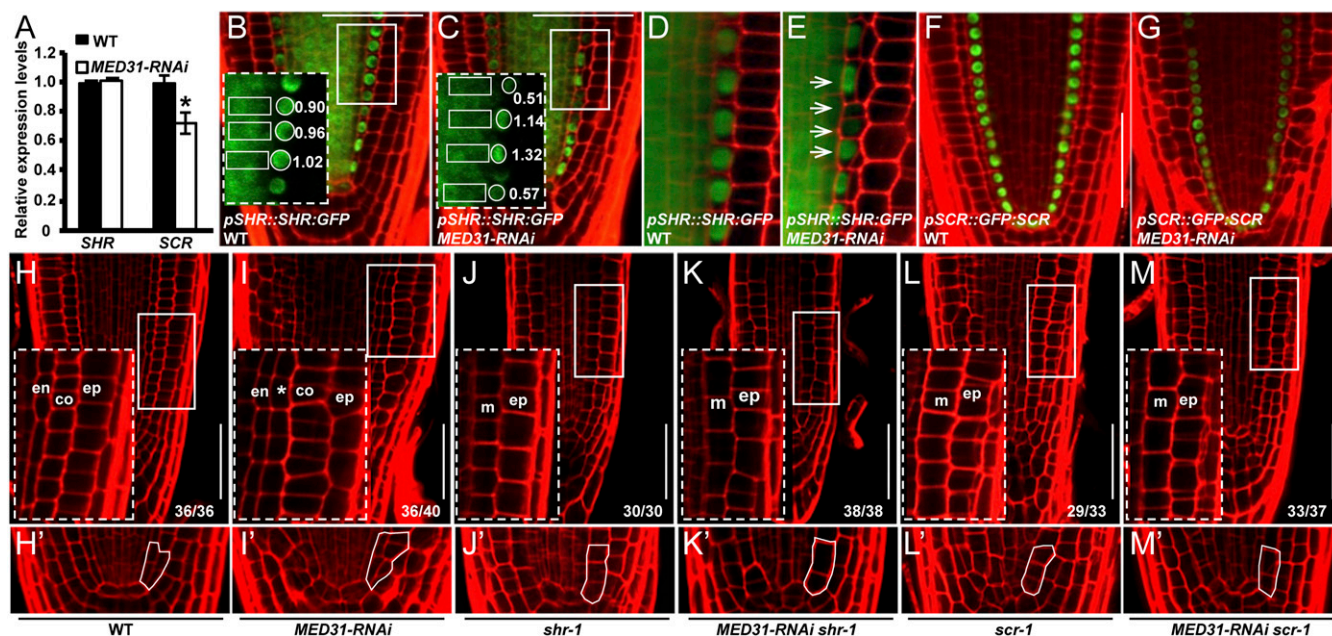 A
Relative expression levels
1.2
1.0
0.8
0.6
0.4
0.2
0
WT
MED31-RNAi
*
SHR
SCR
B
0.90
0.96
1.02
pSHR::SHR:GFP
WT
C
0.51
1.14
1.32
0.57
pSHR::SHR:GFP
MED31-RNAi
D
pSHR::SHR:GFP
WT
E
pSHR::SHR:GFP
MED31-RNAi
F
pSCR::GFP:SCR
WT
G
pSCR::GFP:SCR
MED31-RNAi
H
en
co
ep
36/36
I
en
*
co
ep
36/40
J
m
ep
30/30
K
m
ep
38/38
L
m
ep
29/33
M
m
ep
33/37
H'
I'
J'
K'
L'
M'
WT
MED31-RNAi
shr-1
MED31-RNAi shr-1
scr-1
MED31-RNAi scr-1